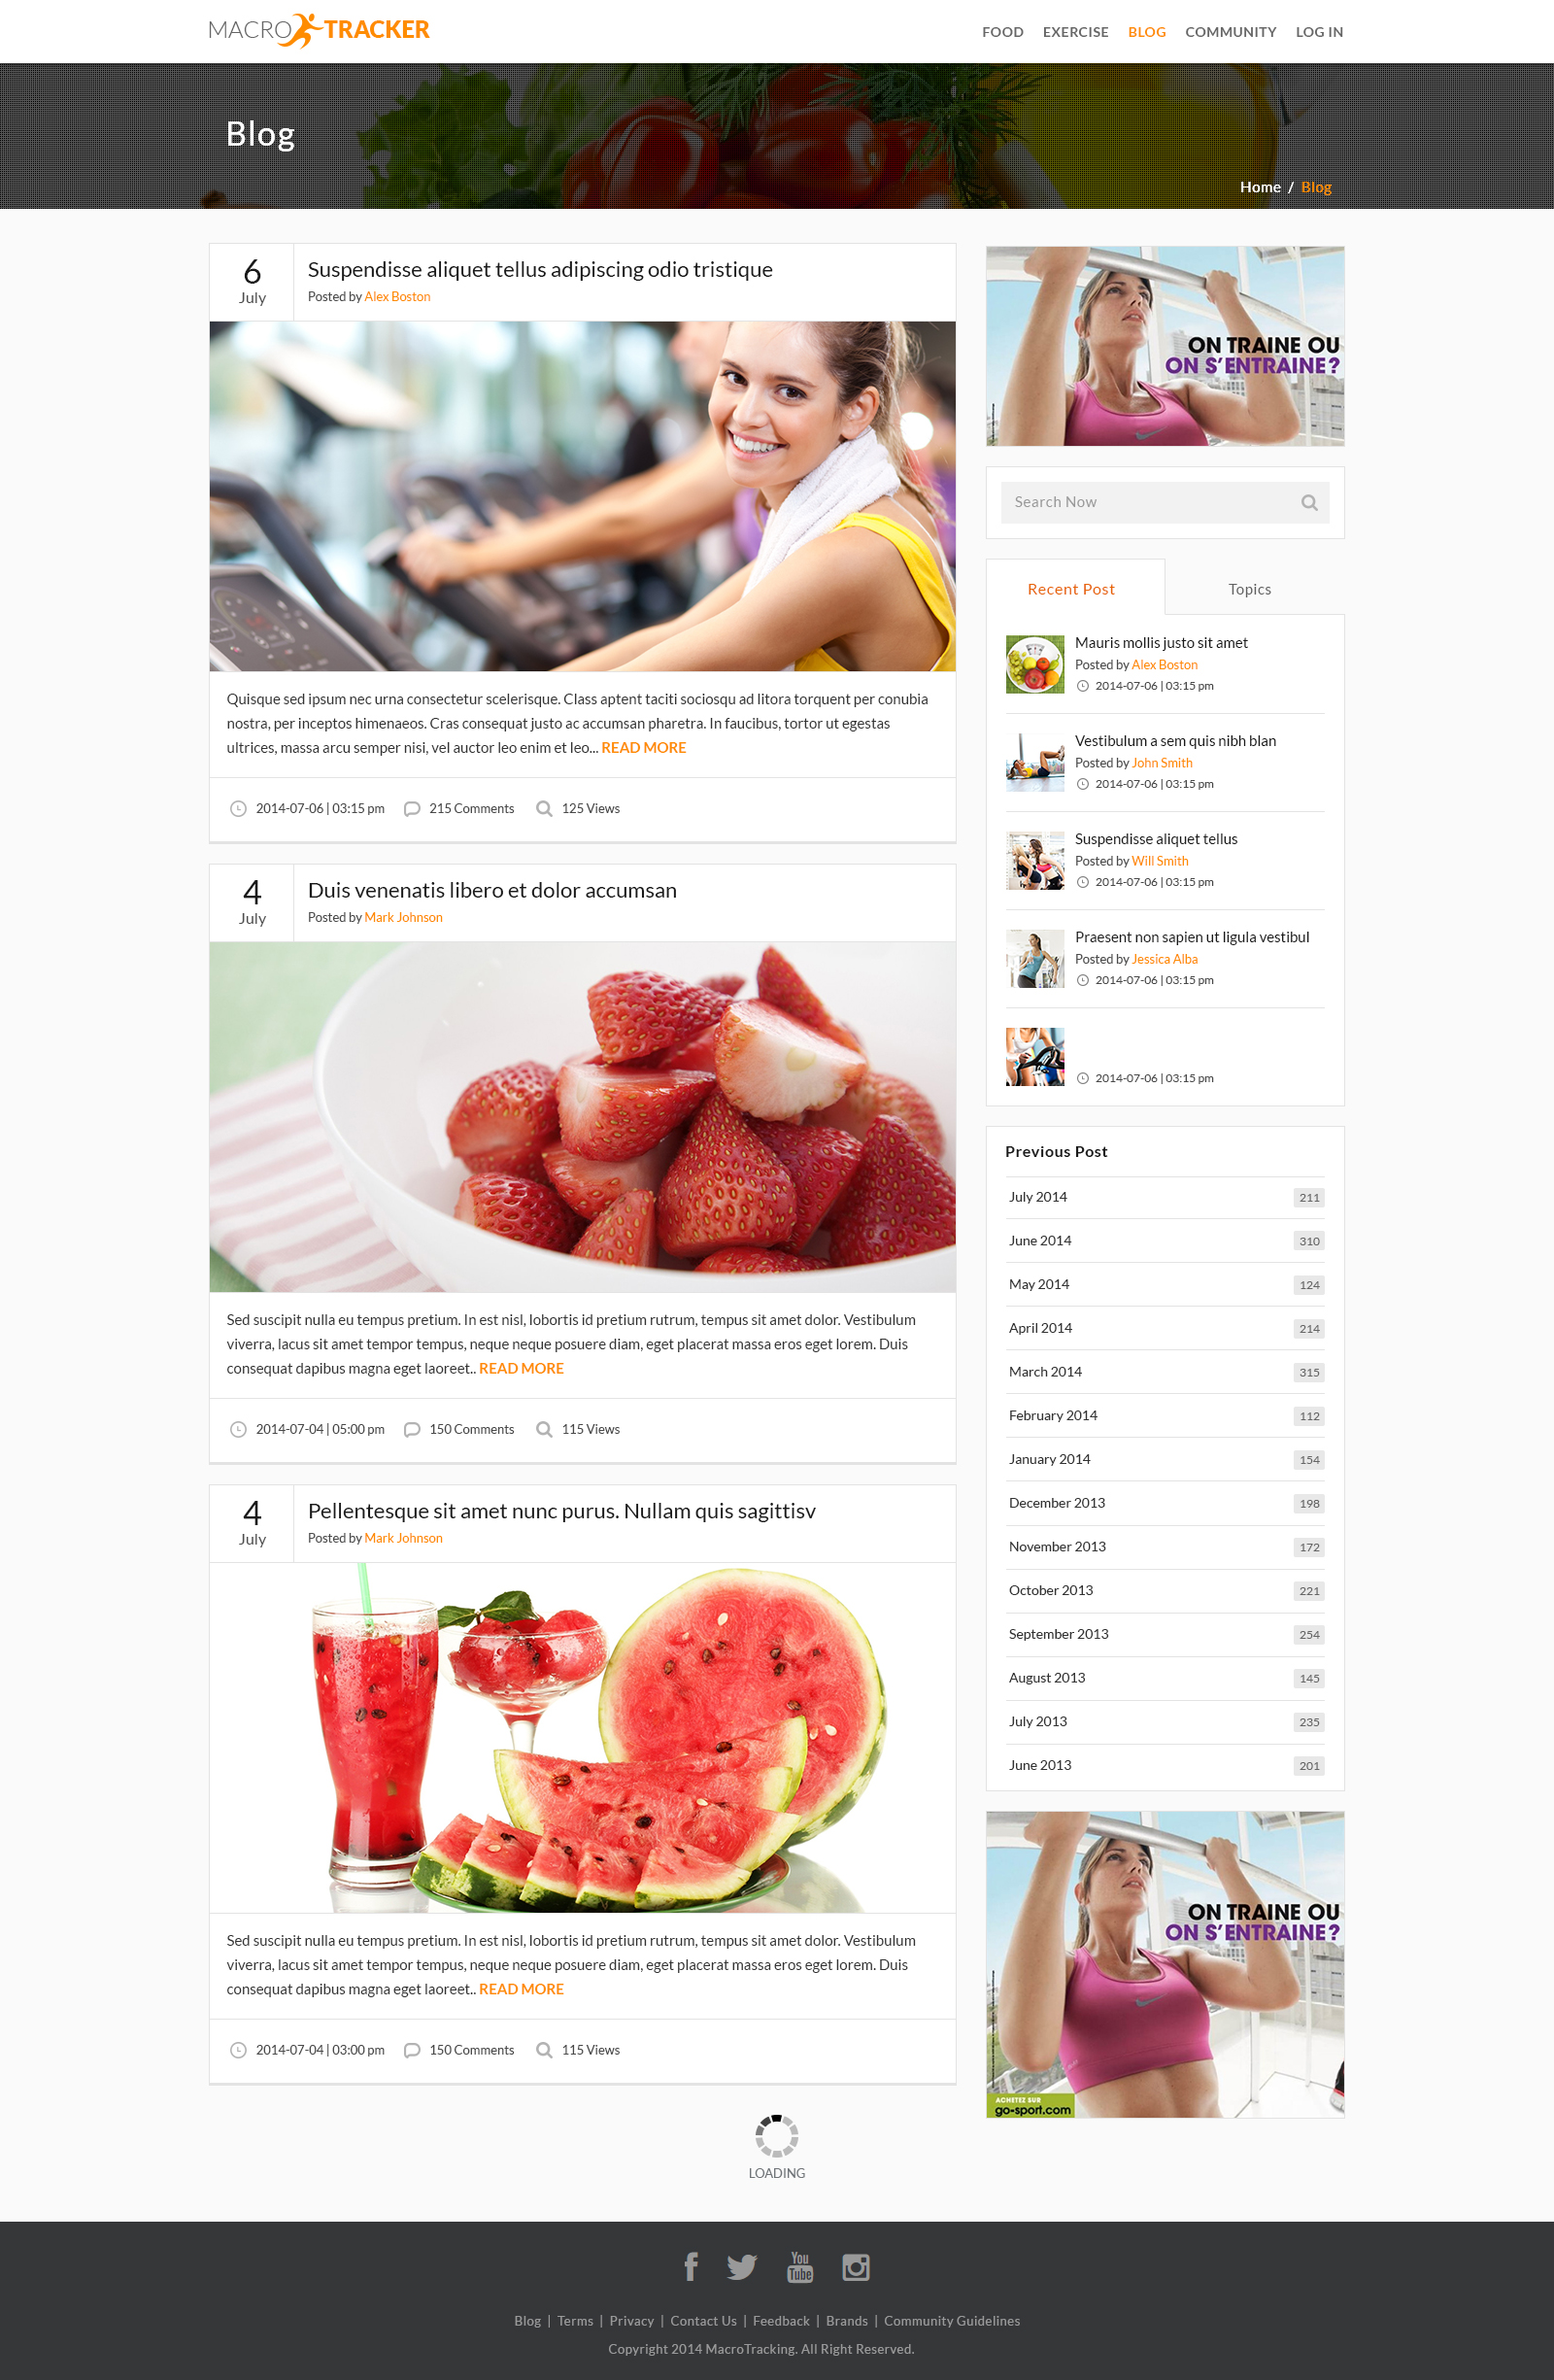 MACRO TRACKER
FOOD EXERCISE BLOG COMMUNITY LOG IN
Blog
Home / Blog
6
July
Suspendisse aliquet tellus adipiscing odio tristique
Posted by Alex Boston
Quisque sed ipsum nec urna consectetur scelerisque. Class aptent taciti sociosqu ad litora torquent per conubia
nostra, per inceptos himenaeos. Cras consequat justo ac accumsan pharetra. In faucibus, tortor ut egestas
ultrices, massa arcu semper nisi, vel auctor leo enim et leo... READ MORE
2014-07-06 | 03:15 pm 215 Comments 125 Views
4
July
Duis venenatis libero et dolor accumsan
Posted by Mark Johnson
Sed suscipit nulla eu tempus pretium. In est nisl, lobortis id pretium rutrum, tempus sit amet dolor. Vestibulum
viverra, lacus sit amet tempor tempus, neque neque posuere diam, eget placerat massa eros eget lorem. Duis
consequat dapibus magna eget laoreet.. READ MORE
2014-07-04 | 05:00 pm 150 Comments 115 Views
4
July
Pellentesque sit amet nunc purus. Nullam quis sagittisv
Posted by Mark Johnson
Sed suscipit nulla eu tempus pretium. In est nisl, lobortis id pretium rutrum, tempus sit amet dolor. Vestibulum
viverra, lacus sit amet tempor tempus, neque neque posuere diam, eget placerat massa eros eget lorem. Duis
consequat dapibus magna eget laoreet.. READ MORE
2014-07-04 | 03:00 pm 150 Comments 115 Views
LOADING
ON TRAINE OU
ON S'ENTRAINE?
Search Now
Recent Post Topics
Mauris mollis justo sit amet
Posted by Alex Boston
2014-07-06 | 03:15 pm
Vestibulum a sem quis nibh blan
Posted by John Smith
2014-07-06 | 03:15 pm
Suspendisse aliquet tellus
Posted by Will Smith
2014-07-06 | 03:15 pm
Praesent non sapien ut ligula vestibul
Posted by Jessica Alba
2014-07-06 | 03:15 pm
2014-07-06 | 03:15 pm
Previous Post
July 2014 211
June 2014 310
May 2014 124
April 2014 214
March 2014 315
February 2014 112
January 2014 154
December 2013 198
November 2013 172
October 2013 221
September 2013 254
August 2013 145
July 2013 235
June 2013 201
ON TRAINE OU
ON S'ENTRAINE?
ACHETEZ SUR
go-sport.com
You
Tube
Blog | Terms | Privacy | Contact Us | Feedback | Brands | Community Guidelines
Copyright 2014 MacroTracking. All Right Reserved.